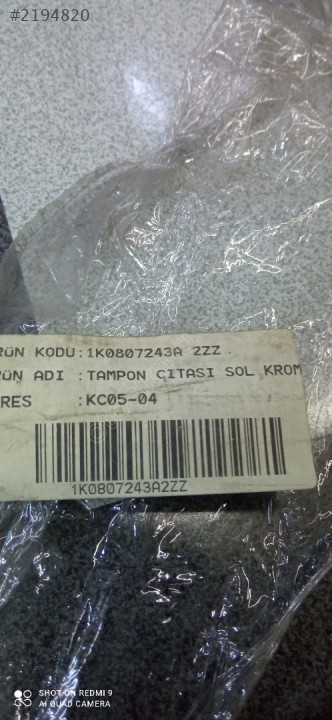 #2194820
RÜN KODU:1K0807243A 2ZZ
RÜN ADI :TAMPON ÇITASI SOL KROM
RES :KC05-04
1K0807243A2ZZ
SHOT ON REDMI 9
AI QUAD CAMERA